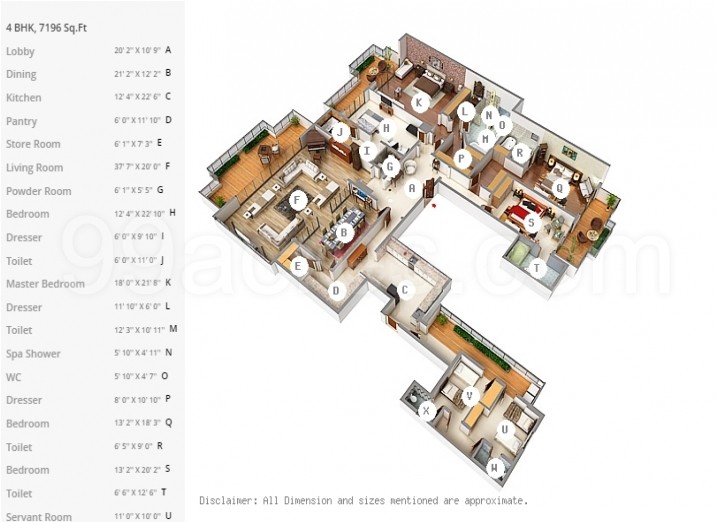 4 BHK, 7196 Sq.Ft
Lobby 20' 2" X 10' 9" A
Dining 21' 2" X 12' 2" B
Kitchen 12' 4" X 22' 6" C
Pantry 6' 0" X 11' 10" D
Store Room 6' 1" X 7' 3" E
Living Room 37' 7" X 20' 0" F
Powder Room 6' 1" X 5' 5" G
Bedroom 12' 4" X 22' 10" H
Dresser 6' 0" X 9' 10" I
Toilet 6' 0" X 11' 0" J
Master Bedroom 18' 0" X 21' 8" K
Dresser 11' 10" X 6' 0" L
Toilet 12' 3" X 10' 11" M
Spa Shower 5' 10" X 4' 11" N
WC 5' 10" X 4' 7" O
Dresser 8' 0" X 10' 10" P
Bedroom 13' 2" X 18' 3" Q
Toilet 6' 5" X 9' 0" R
Bedroom 13' 2" X 20' 2" S
Toilet 6' 6" X 12' 6" T
Servant Room 11' 0" X 10' 0" U
K
L
N
O
J
H
M
R
I
G
P
A
Q
F
S
B
E
T
D
C
V
X
U
W
99acres.com
Disclaimer: All Dimension and sizes mentioned are approximate.